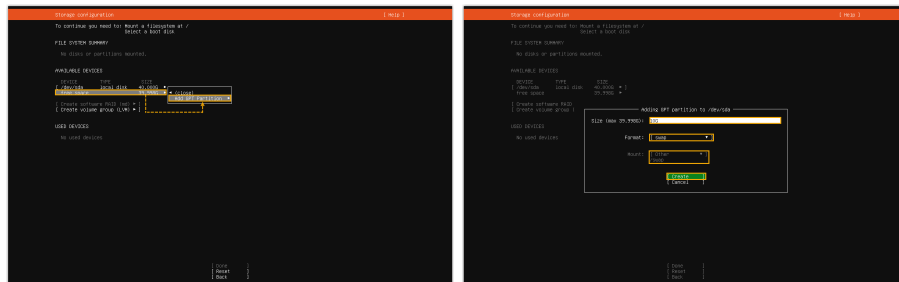 Storage configuration [ Help ]
To continue you need to: Mount a filesystem at /
Select a boot disk
FILE SYSTEM SUMMARY
No disks or partitions mounted.
AVAILABLE DEVICES
DEVICE TYPE SIZE
[ /dev/sda local disk 40.000G
free space 39.998G
(close)
Add GPT Partition
[ Create software RAID (md) ]
[ Create volume group (LVM) ]
USED DEVICES
No used devices
[ Done ]
[ Reset ]
[ Back ]
Storage configuration [ Help ]
To continue you need to: Mount a filesystem at /
Select a boot disk
FILE SYSTEM SUMMARY
No disks or partitions mounted.
AVAILABLE DEVICES
DEVICE TYPE SIZE
[ /dev/sda local disk 40.000G ]
free space 39.998G
[ Create software RAID
[ Create volume group (
USED DEVICES
No used devices
Adding GPT partition to /dev/sda
Size (max 39.998G):
Format: [ swap ]
Mount: [ Other ]
/swap
[ Create ]
[ Cancel ]
[ Done ]
[ Reset ]
[ Back ]